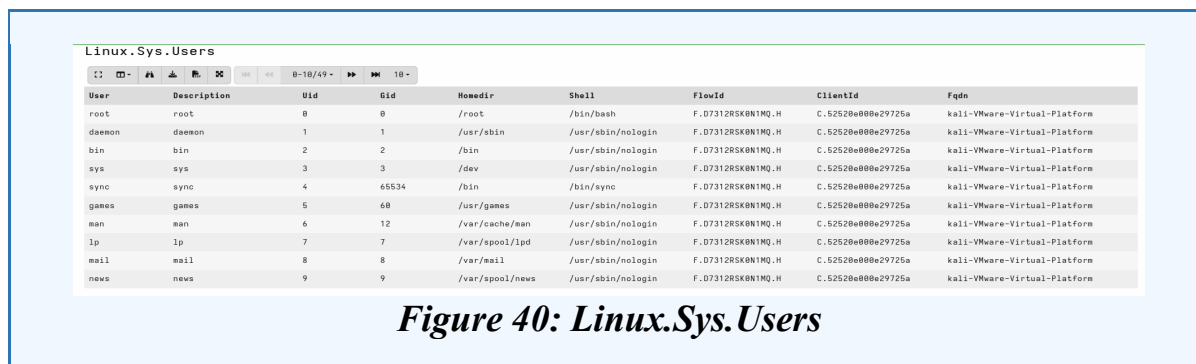 Linux.Sys.Users
0-10/49 10
User Description Uid Gid Homedir Shell FlowId ClientId Fqdn
root root 0 0 /root /bin/bash F.D7312RSK0N1MQ.H C.52520e000e29725a kali-VMware-Virtual-Platform
daemon daemon 1 1 /usr/sbin /usr/sbin/nologin F.D7312RSK0N1MQ.H C.52520e000e29725a kali-VMware-Virtual-Platform
bin bin 2 2 /bin /usr/sbin/nologin F.D7312RSK0N1MQ.H C.52520e000e29725a kali-VMware-Virtual-Platform
sys sys 3 3 /dev /usr/sbin/nologin F.D7312RSK0N1MQ.H C.52520e000e29725a kali-VMware-Virtual-Platform
sync sync 4 65534 /bin /bin/sync F.D7312RSK0N1MQ.H C.52520e000e29725a kali-VMware-Virtual-Platform
games games 5 60 /usr/games /usr/sbin/nologin F.D7312RSK0N1MQ.H C.52520e000e29725a kali-VMware-Virtual-Platform
man man 6 12 /var/cache/man /usr/sbin/nologin F.D7312RSK0N1MQ.H C.52520e000e29725a kali-VMware-Virtual-Platform
lp lp 7 7 /var/spool/lpd /usr/sbin/nologin F.D7312RSK0N1MQ.H C.52520e000e29725a kali-VMware-Virtual-Platform
mail mail 8 8 /var/mail /usr/sbin/nologin F.D7312RSK0N1MQ.H C.52520e000e29725a kali-VMware-Virtual-Platform
news news 9 9 /var/spool/news /usr/sbin/nologin F.D7312RSK0N1MQ.H C.52520e000e29725a kali-VMware-Virtual-Platform
Figure 40: Linux.Sys.Users